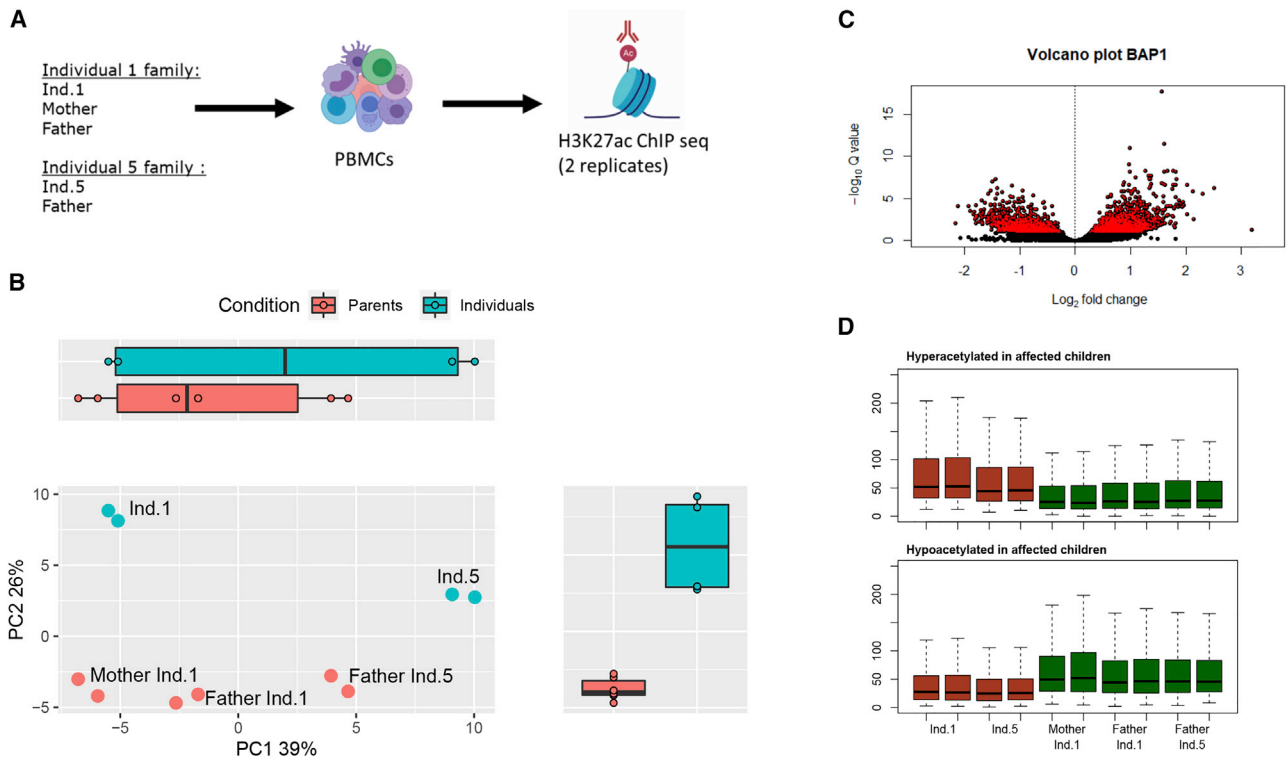 A
Individual 1 family:
Ind.1
Mother
Father
Individual 5 family :
Ind.5
Father
PBMCs
Ac
H3K27ac ChIP seq
(2 replicates)
B
Condition Parents Individuals
10
5
0
−5
PC2 26%
Ind.1
Ind.5
Mother Ind.1
Father Ind.1
Father Ind.5
−5 0 5 10
PC1 39%
C
Volcano plot BAP1
−log10 Q value
15
10
5
0
-2 -1 0 1 2 3
Log2 fold change
D
Hyperacetylated in affected children
200
100
50
0
Hypoacetylated in affected children
200
100
50
0
Ind.1 Ind.5 Mother Father Father
Ind.1 Ind.1 Ind.5